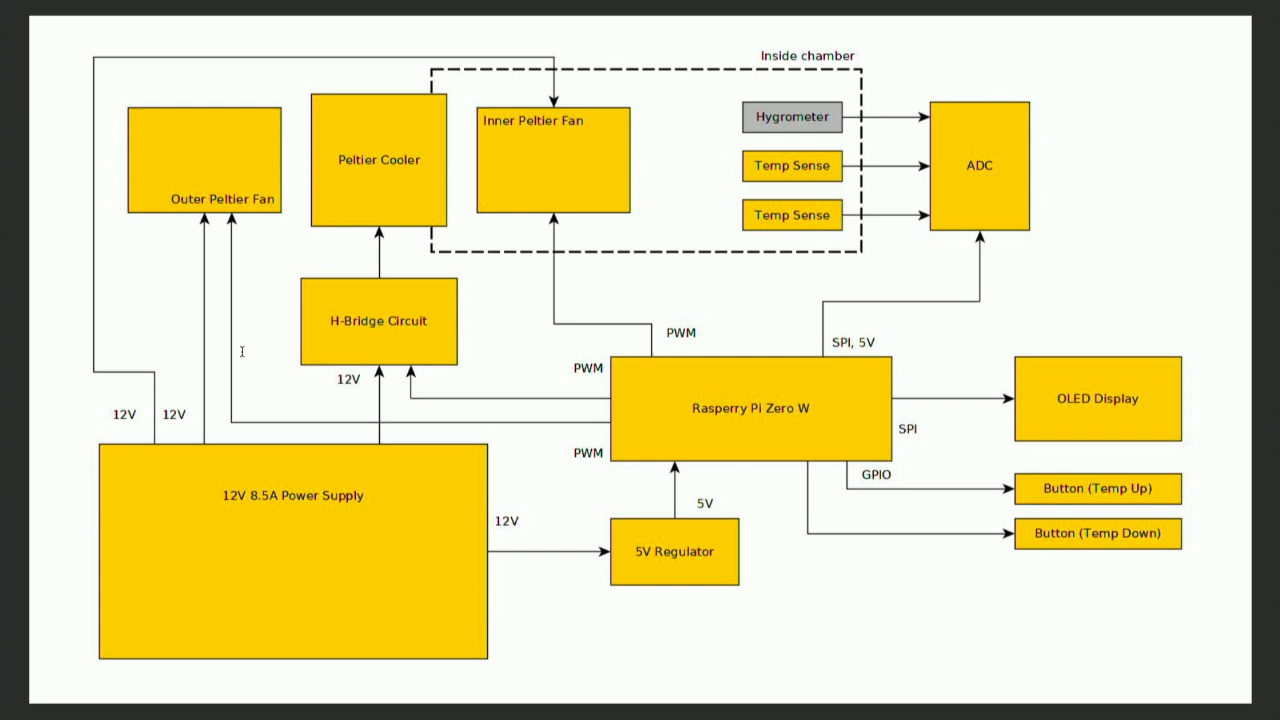 Inside chamber
Inner Peltier Fan
Hygrometer
Peltier Cooler
Temp Sense
ADC
Outer Peltier Fan
Temp Sense
H-Bridge Circuit
PWM
SPI, 5V
PWM
12V
Rasperry Pi Zero W
OLED Display
12V
12V
SPI
PWM
GPIO
12V 8.5A Power Supply
Button (Temp Up)
5V
12V
Button (Temp Down)
5V Regulator